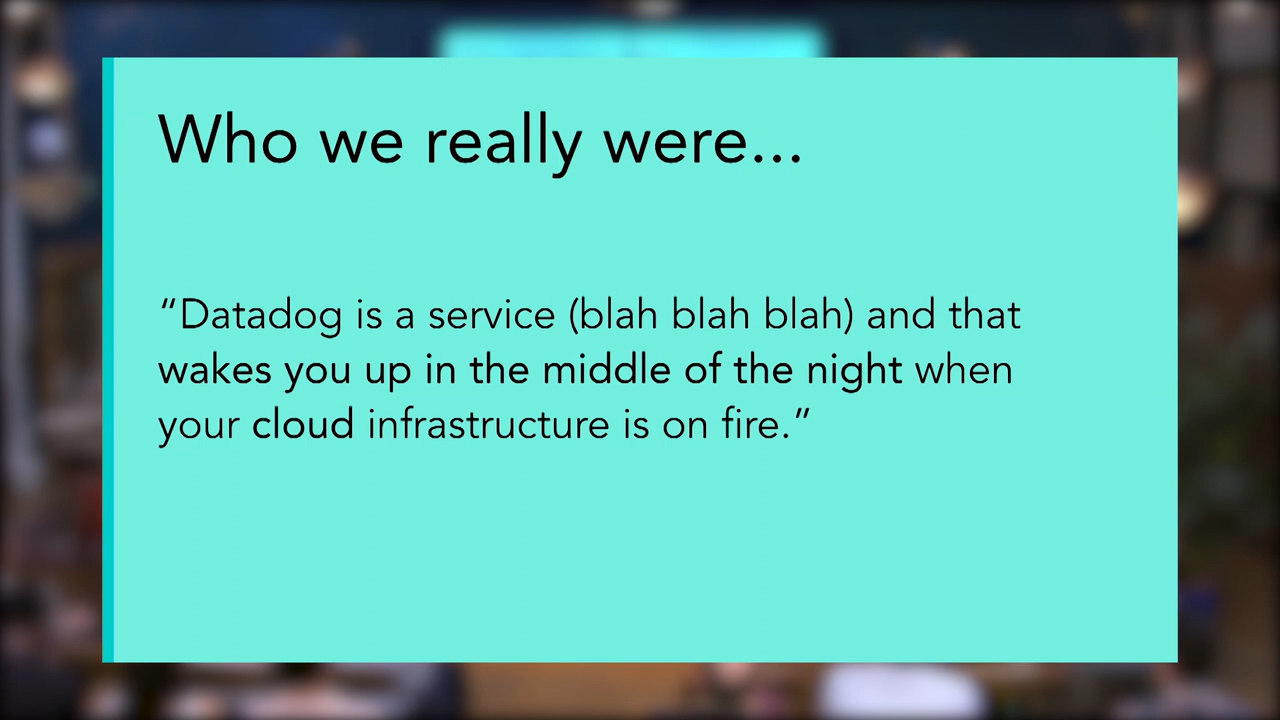 Who we really were...
“Datadog is a service (blah blah blah) and that
wakes you up in the middle of the night when
your cloud infrastructure is on fire.”